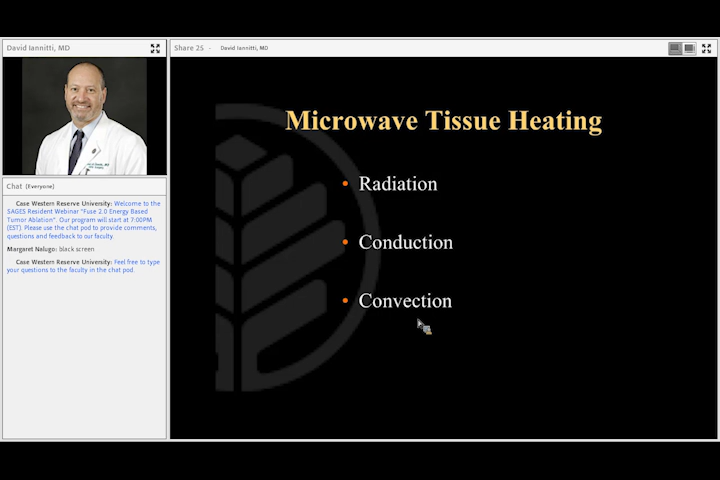 David Iannitti, MD
Share 25 - David Iannitti, MD
Chat (Everyone)
Case Western Reserve University: Welcome to the
SAGES Resident Webinar "Fuse 2.0 Energy Based
Tumor Ablation". Our program will start at 7:00PM
(EST). Please use the chat pod to provide comments,
questions and feedback to our faculty.
Margaret Nalugo: black screen
Case Western Reserve University: Feel free to type
your questions to the faculty in the chat pod.
Microwave Tissue Heating
• Radiation
• Conduction
• Convection